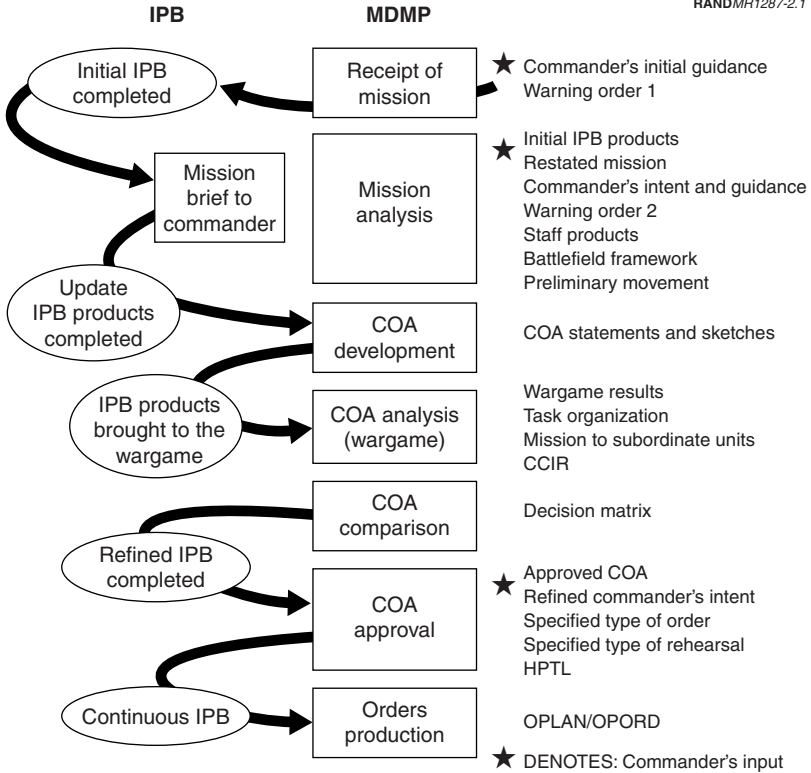 RANDMR1287-2.1
IPB
MDMP
Initial IPB
completed
Receipt of
mission
★ Commander's initial guidance
Warning order 1
Mission
brief to
commander
Mission
analysis
★ Initial IPB products
Restated mission
Commander's intent and guidance
Warning order 2
Staff products
Battlefield framework
Preliminary movement
Update
IPB products
completed
COA
development
COA statements and sketches
IPB products
brought to the
wargame
COA analysis
(wargame)
Wargame results
Task organization
Mission to subordinate units
CCIR
COA
comparison
Decision matrix
Refined IPB
completed
COA
approval
★ Approved COA
Refined commander's intent
Specified type of order
Specified type of rehearsal
HPTL
Continuous IPB
Orders
production
OPLAN/OPORD
★ DENOTES: Commander's input